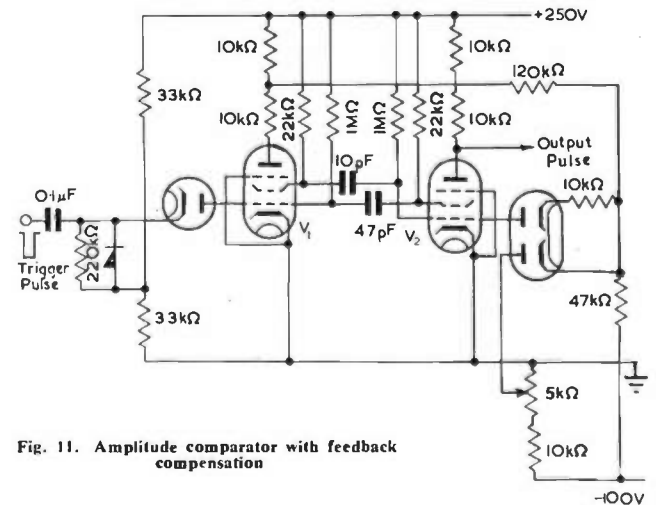 +250V
10kΩ
10kΩ
120kΩ
33kΩ
10kΩ
22kΩ
1MΩ
1MΩ
22kΩ
10kΩ
Output
Pulse
10pF
10kΩ
0·1μF
47pF
V1
V2
220kΩ
Trigger
Pulse
47kΩ
33kΩ
5kΩ
10kΩ
-100V
Fig. 11. Amplitude comparator with feedback
compensation